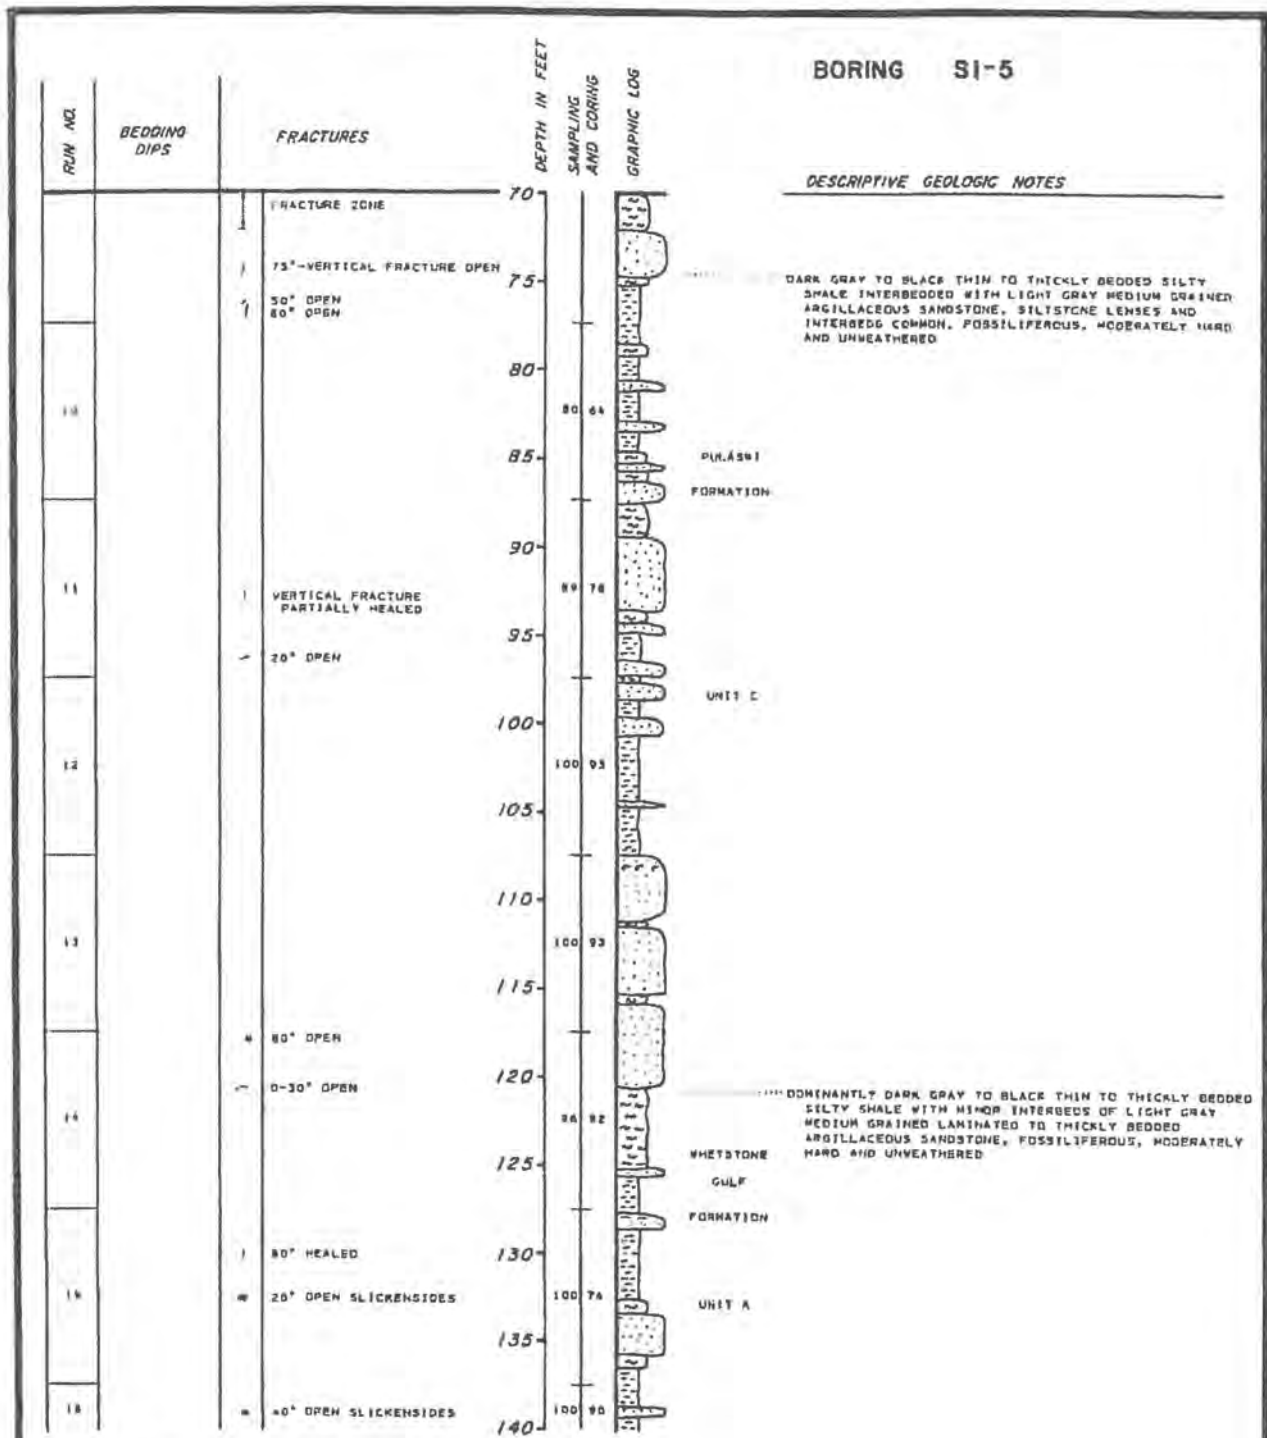 BORING SI-5
RUN NO.
BEDDING
DIPS
FRACTURES
DEPTH IN FEET
SAMPLING
AND CORING
GRAPHIC LOG
DESCRIPTIVE GEOLOGIC NOTES
70
FRACTURE ZONE
75°-VERTICAL FRACTURE OPEN
75
DARK GRAY TO BLACK THIN TO THICKLY BEDDED SILTY
SHALE INTERBEDDED WITH LIGHT GRAY MEDIUM GRAINED
ARGILLACEOUS SANDSTONE, SILTSTONE LENSES AND
INTERBEDS COMMON, FOSSILIFEROUS, MODERATELY HARD
AND UNWEATHERED
50° OPEN
60° OPEN
80
10
80 64
85
PULASKI
FORMATION
90
11
89 78
VERTICAL FRACTURE
PARTIALLY HEALED
95
20° OPEN
UNIT C
100
12
100 93
105
110
13
100 93
115
80° OPEN
120
0-30° OPEN
DOMINANTLY DARK GRAY TO BLACK THIN TO THICKLY BEDDED
SILTY SHALE WITH MINOR INTERBEDS OF LIGHT GRAY
MEDIUM GRAINED LAMINATED TO THICKLY BEDDED
ARGILLACEOUS SANDSTONE, FOSSILIFEROUS, MODERATELY
HARD AND UNWEATHERED
14
96 92
WHETSTONE
125
GULF
FORMATION
130
80° HEALED
20° OPEN SLICKENSIDES
100 74
UNIT A
135
40° OPEN SLICKENSIDES
100 90
140